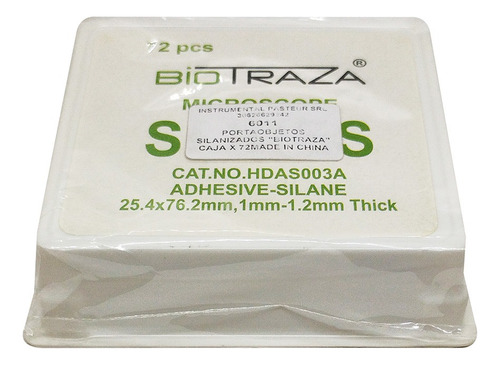 72 pcs
BIOTRAZA®
MICROSCOPE
INSTRUMENTAL PASTEUR SRL
6011
PORTAOBJETOS
SILANIZADOS "BIOTRAZA"
CAJA X 72MADE IN CHINA
CAT.NO.HDAS003A
ADHESIVE-SILANE
25.4x76.2mm,1mm-1.2mm Thick